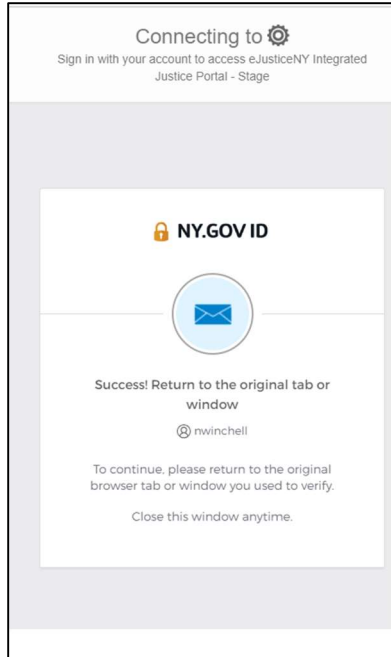 Connecting to
Sign in with your account to access eJusticeNY Integrated
Justice Portal - Stage
NY.GOV ID
Success! Return to the original tab or
window
nwinchell
To continue, please return to the original
browser tab or window you used to verify.
Close this window anytime.